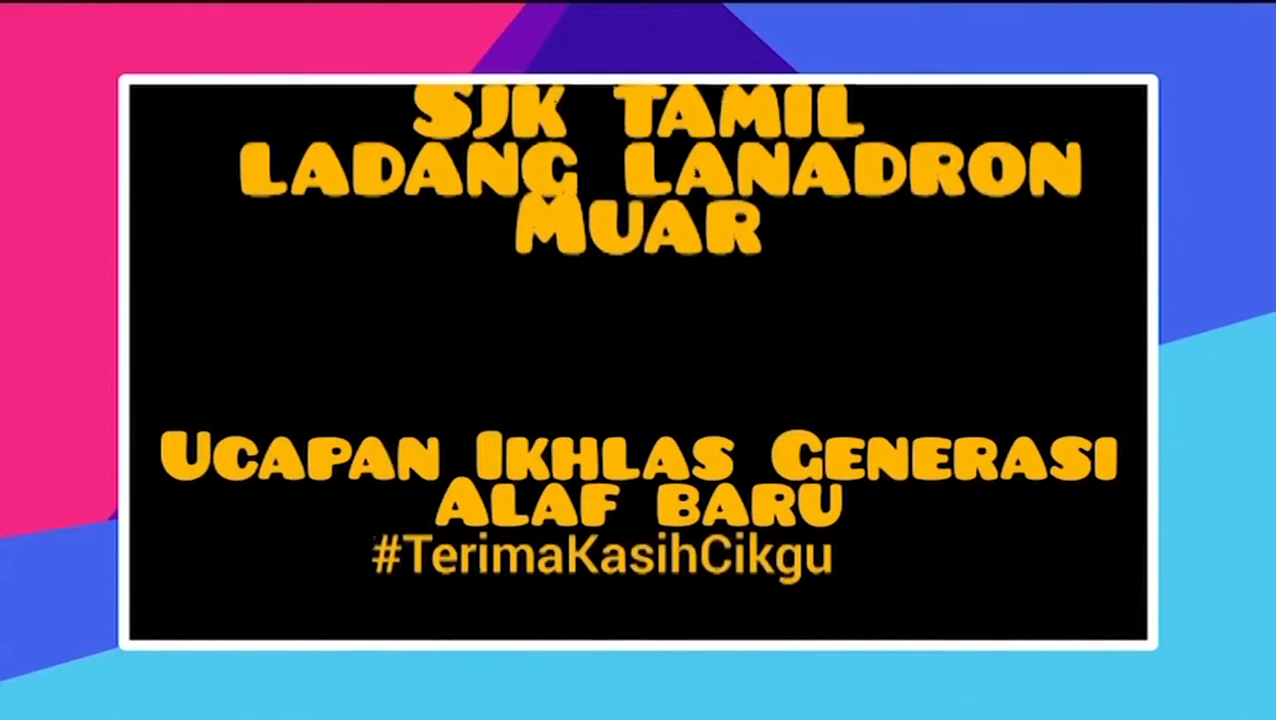 SJK TAMIL
LADANG LANADRON
MUAR
UCAPAN IKHLAS GENERASI
ALAF BARU
#TerimaKasihCikgu